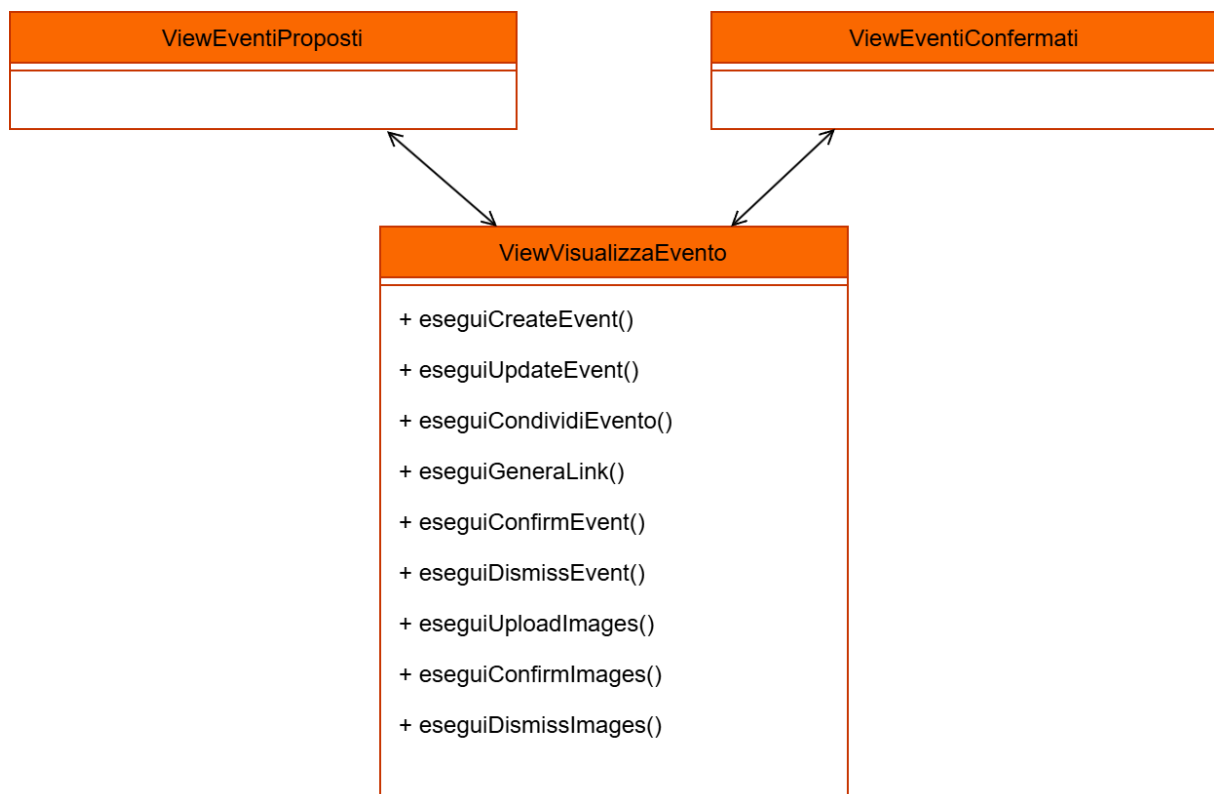 ViewEventiProposti
ViewEventiConfermati
ViewVisualizzaEvento
+ eseguiCreateEvent()
+ eseguiUpdateEvent()
+ eseguiCondividiEvento()
+ eseguiGeneraLink()
+ eseguiConfirmEvent()
+ eseguiDismissEvent()
+ eseguiUploadImages()
+ eseguiConfirmImages()
+ eseguiDismissImages()